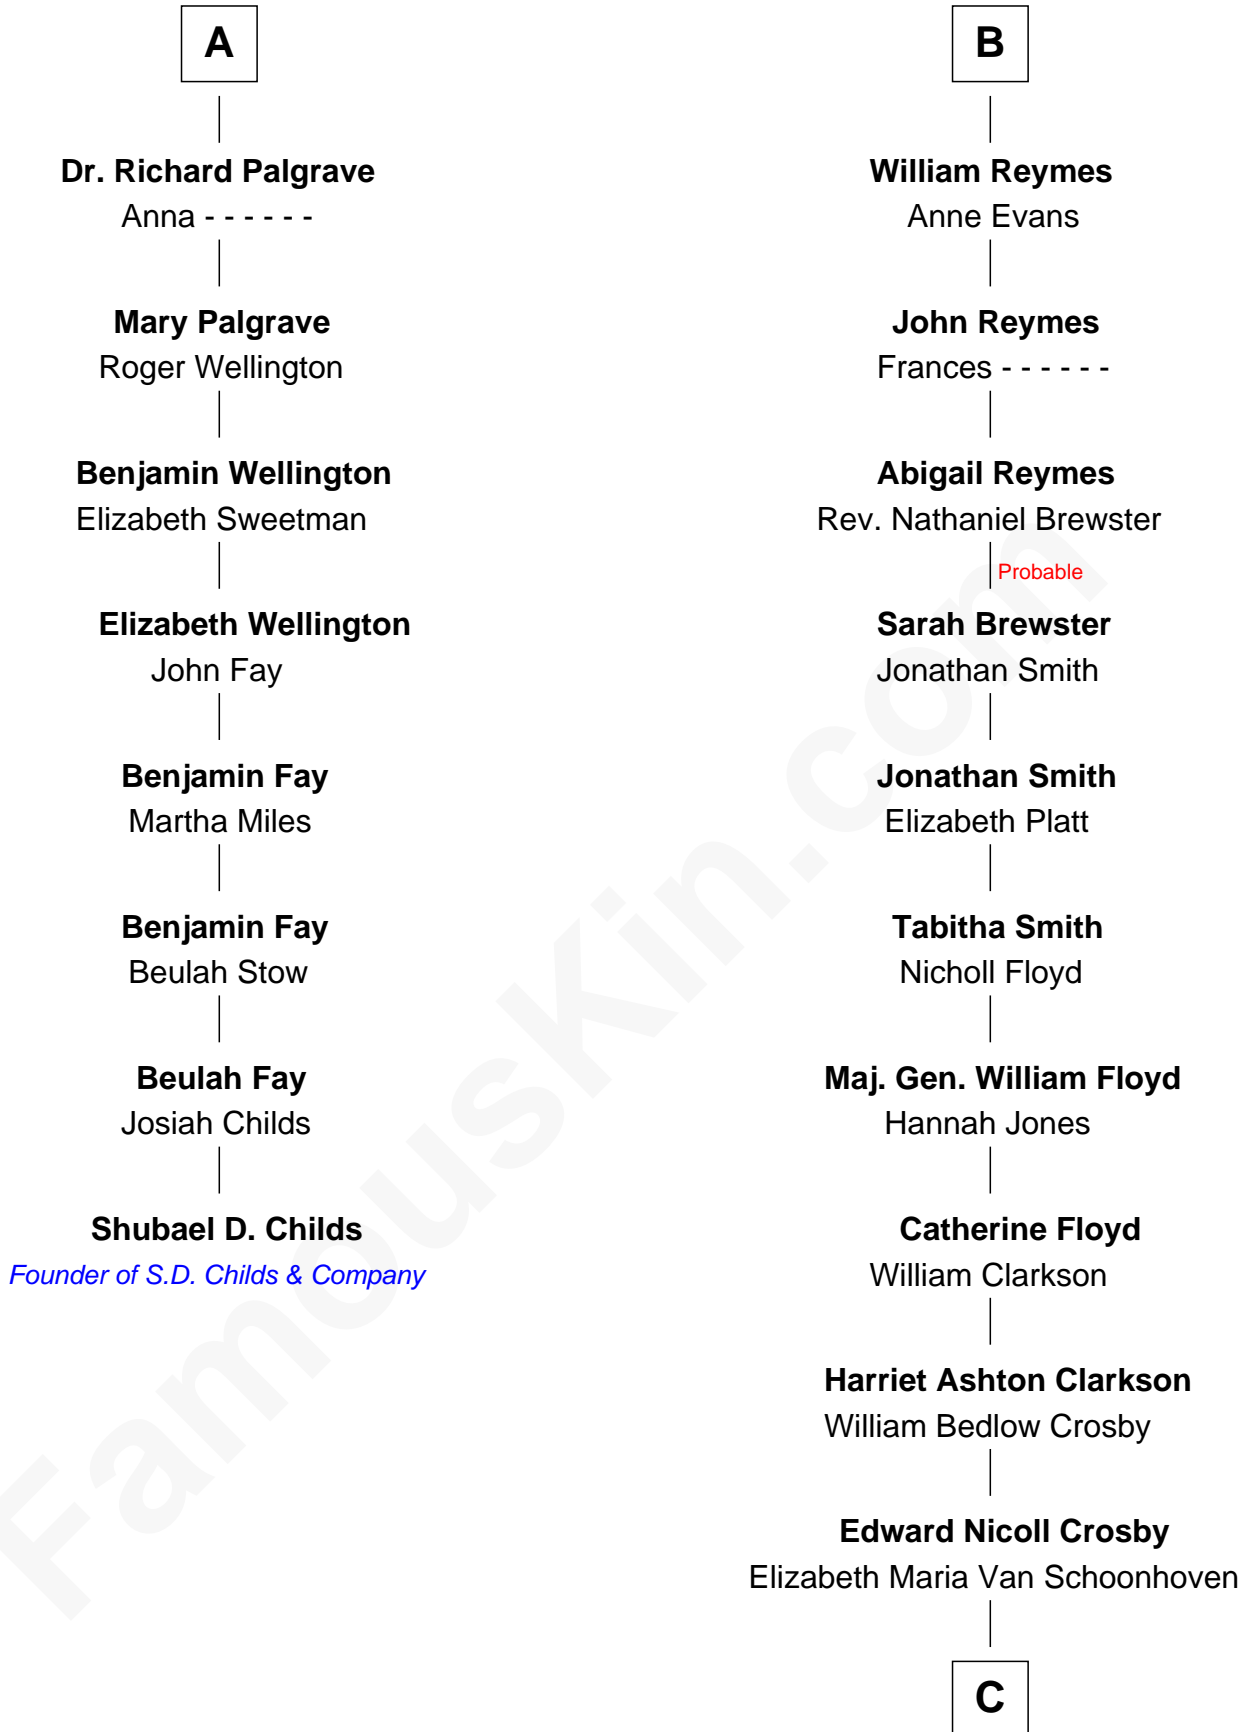 A
Dr. Richard Palgrave
Anna - - - - - -
Mary Palgrave
Roger Wellington
Benjamin Wellington
Elizabeth Sweetman
Elizabeth Wellington
John Fay
Benjamin Fay
Martha Miles
Benjamin Fay
Beulah Stow
Beulah Fay
Josiah Childs
Shubael D. Childs
Founder of S.D. Childs & Company
B
William Reymes
Anne Evans
John Reymes
Frances - - - - - -
Abigail Reymes
Rev. Nathaniel Brewster
Probable
Sarah Brewster
Jonathan Smith
Jonathan Smith
Elizabeth Platt
Tabitha Smith
Nicholl Floyd
Maj. Gen. William Floyd
Hannah Jones
Catherine Floyd
William Clarkson
Harriet Ashton Clarkson
William Bedlow Crosby
Edward Nicoll Crosby
Elizabeth Maria Van Schoonhoven
C
FamousKin.com